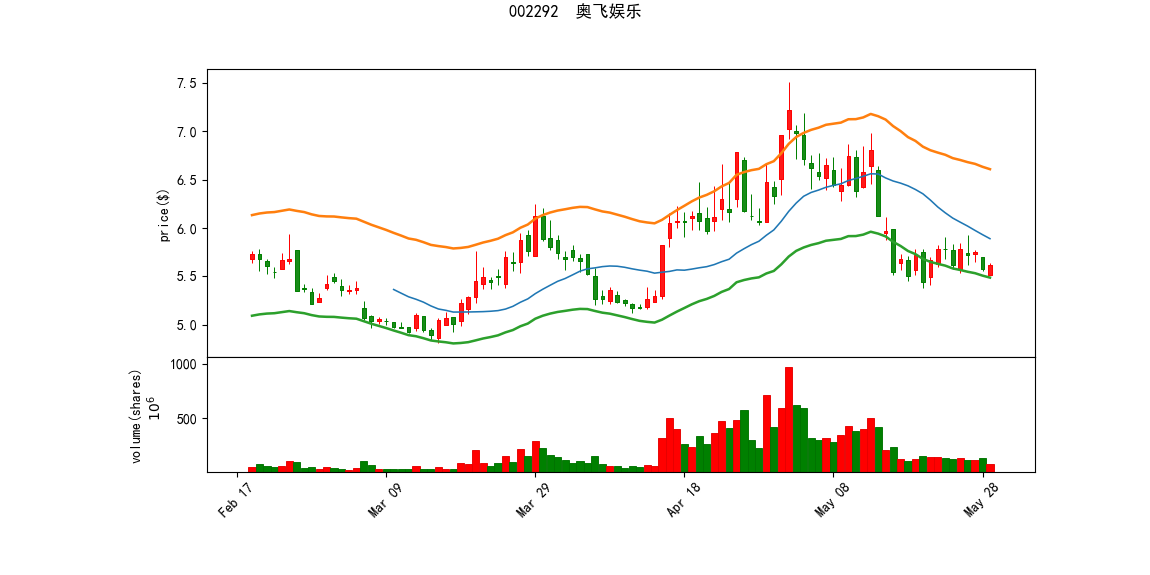 002292 奥飞娱乐
7.5
7.0
6.5
6.0
5.5
5.0
price($)
1000
500
volume(shares)
10^6
Feb 17
Mar 09
Mar 29
Apr 18
May 08
May 28